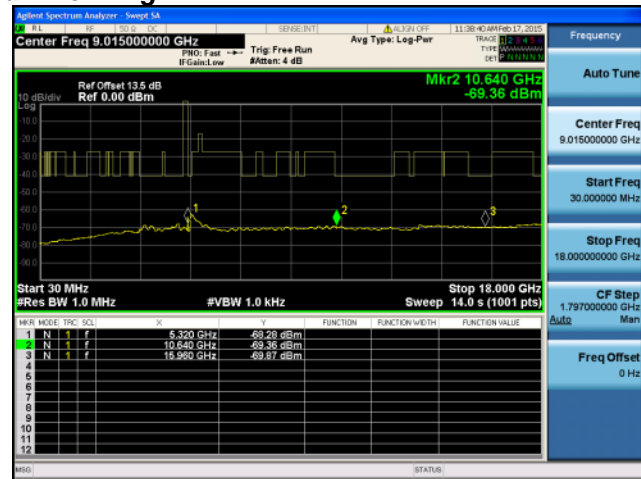 Agilent Spectrum Analyzer - Swept SA
RL RF 50 Ω DC SENSE:INT ALIGN OFF 11:38:40 AM Feb 17, 2015
Center Freq 9.015000000 GHz
PNO: Fast
IFGain:Low
Trig: Free Run
#Atten: 4 dB
Avg Type: Log-Pwr
TRACE 1 2 3 4 5 6
TYPE
DET P N N N N N
Mkr2 10.640 GHz
-69.36 dBm
Ref Offset 13.5 dB
10 dB/div Ref 0.00 dBm
Log
-10.0
-20.0
-30.0
-40.0
-50.0
-60.0
-70.0
-80.0
-90.0
1
2
3
Start 30 MHz Stop 18.000 GHz
#Res BW 1.0 MHz #VBW 1.0 kHz Sweep 14.0 s (1001 pts)
MKR MODE TRC SCL X Y FUNCTION FUNCTION WIDTH FUNCTION VALUE
1 N 1 f 5.320 GHz -69.29 dBm
2 N 1 f 10.640 GHz -69.36 dBm
3 N 1 f 15.960 GHz -69.87 dBm
4
5
6
7
8
9
10
11
12
MSG STATUS
Frequency
Auto Tune
Center Freq
9.015000000 GHz
Start Freq
30.000000 MHz
Stop Freq
18.000000000 GHz
CF Step
1.797000000 GHz
Auto Man
Freq Offset
0 Hz